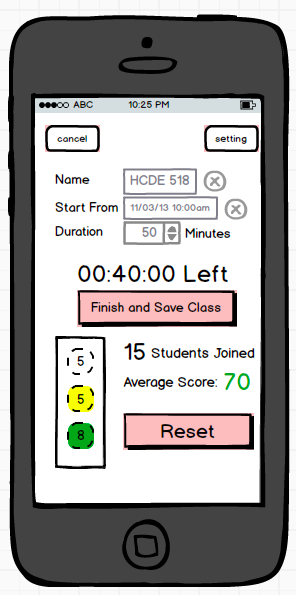 ABC 10:25 PM
cancel setting
Name HCDE 518
Start From 11/03/13 10:00am
Duration 50 Minutes
00:40:00 Left
Finish and Save Class
5
5
8
15 Students Joined
Average Score: 70
Reset